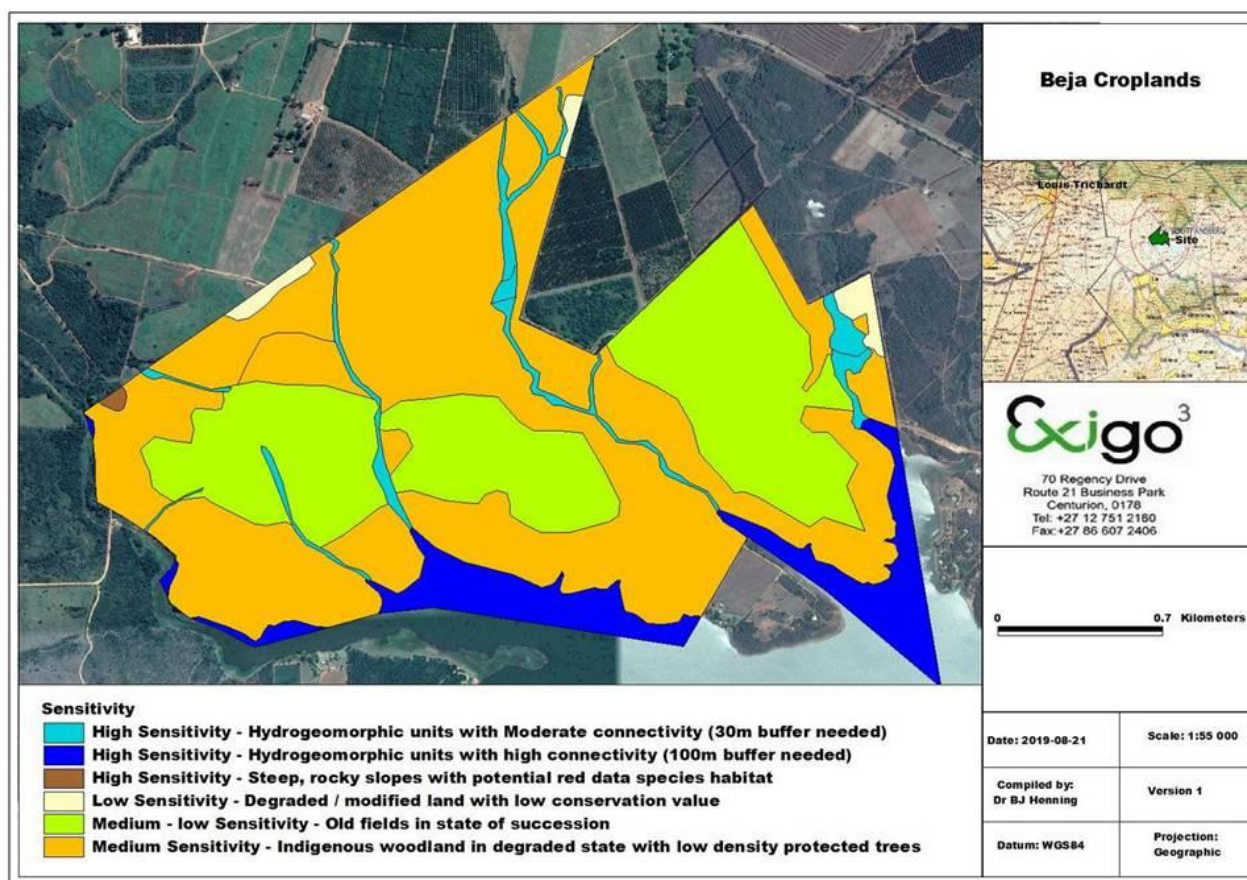 Beja Croplands
Louis Trichardt
Site
Exigo3
70 Regency Drive
Route 21 Business Park
Centurion, 0178
Tel: +27 12 751 2160
Fax:+27 86 607 2406
0 0.7 Kilometers
Date: 2019-08-21
Scale: 1:55 000
Compiled by:
Dr BJ Henning
Version 1
Datum: WGS84
Projection:
Geographic
Sensitivity
High Sensitivity - Hydrogeomorphic units with Moderate connectivity (30m buffer needed)
High Sensitivity - Hydrogeomorphic units with high connectivity (100m buffer needed)
High Sensitivity - Steep, rocky slopes with potential red data species habitat
Low Sensitivity - Degraded / modified land with low conservation value
Medium - low Sensitivity - Old fields in state of succession
Medium Sensitivity - Indigenous woodland in degraded state with low density protected trees